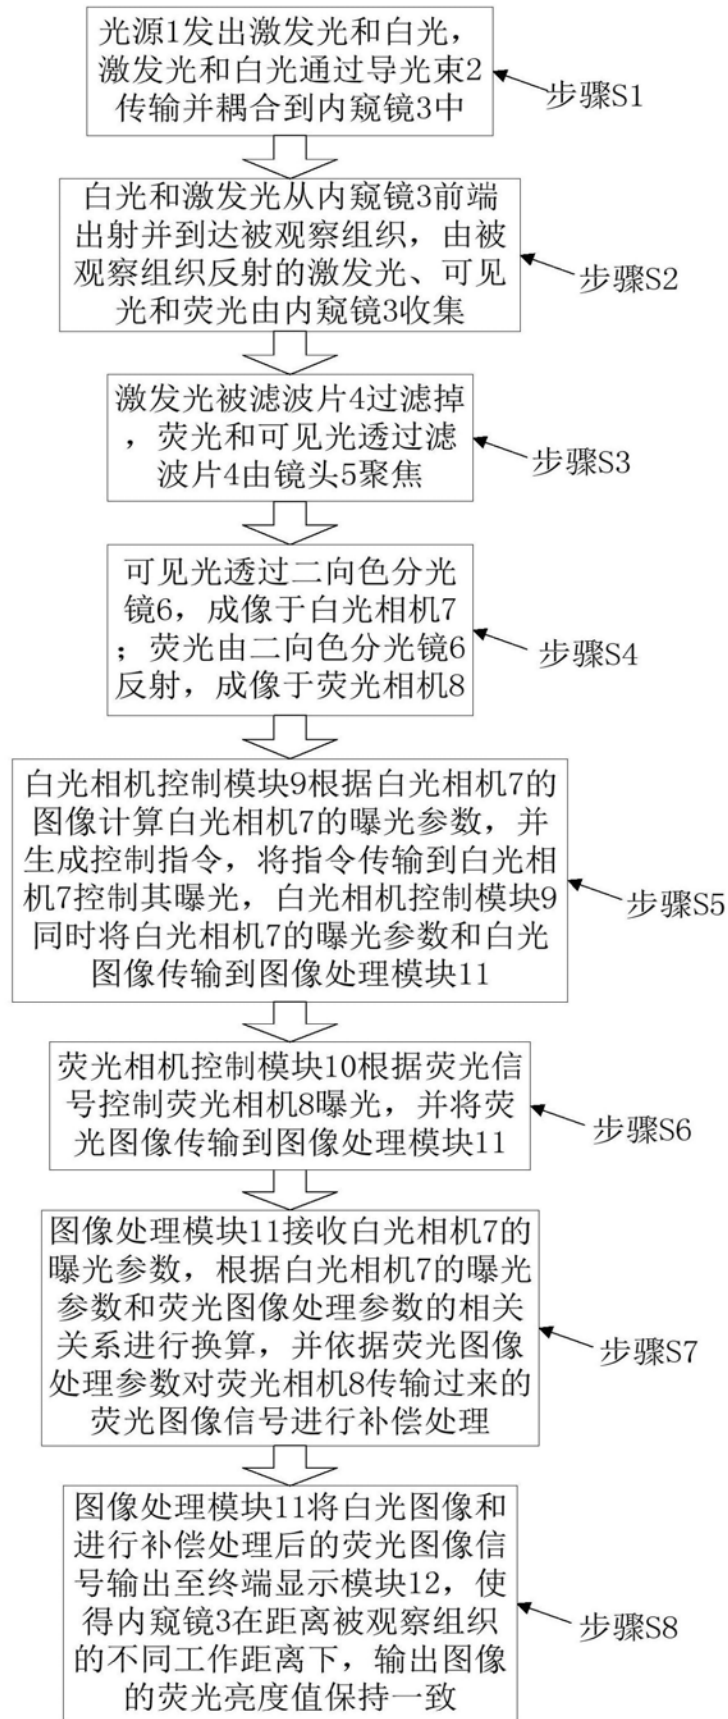 光源1发出激发光和白光，
激发光和白光通过导光束2
传输并耦合到内窥镜3中
步骤S1
白光和激发光从内窥镜3前端
出射并到达被观察组织，由被
观察组织反射的激发光、可见
光和荧光由内窥镜3收集
步骤S2
激发光被滤波片4过滤掉
，荧光和可见光透过滤
波片4由镜头5聚焦
步骤S3
可见光透过二向色分光
镜6，成像于白光相机7
；荧光由二向色分光镜6
反射，成像于荧光相机8
步骤S4
白光相机控制模块9根据白光相机7的
图像计算白光相机7的曝光参数，并
生成控制指令，将指令传输到白光相
机7控制其曝光，白光相机控制模块9
同时将白光相机7的曝光参数和白光
图像传输到图像处理模块11
步骤S5
荧光相机控制模块10根据荧光信
号控制荧光相机8曝光，并将荧
光图像传输到图像处理模块11
步骤S6
图像处理模块11接收白光相机7的
曝光参数，根据白光相机7的曝光
参数和荧光图像处理参数的相关
关系进行换算，并依据荧光图像
处理参数对荧光相机8传输过来的
荧光图像信号进行补偿处理
步骤S7
图像处理模块11将白光图像和
进行补偿处理后的荧光图像信
号输出至终端显示模块12，使
得内窥镜3在距离被观察组织
的不同工作距离下，输出图像
的荧光亮度值保持一致
步骤S8